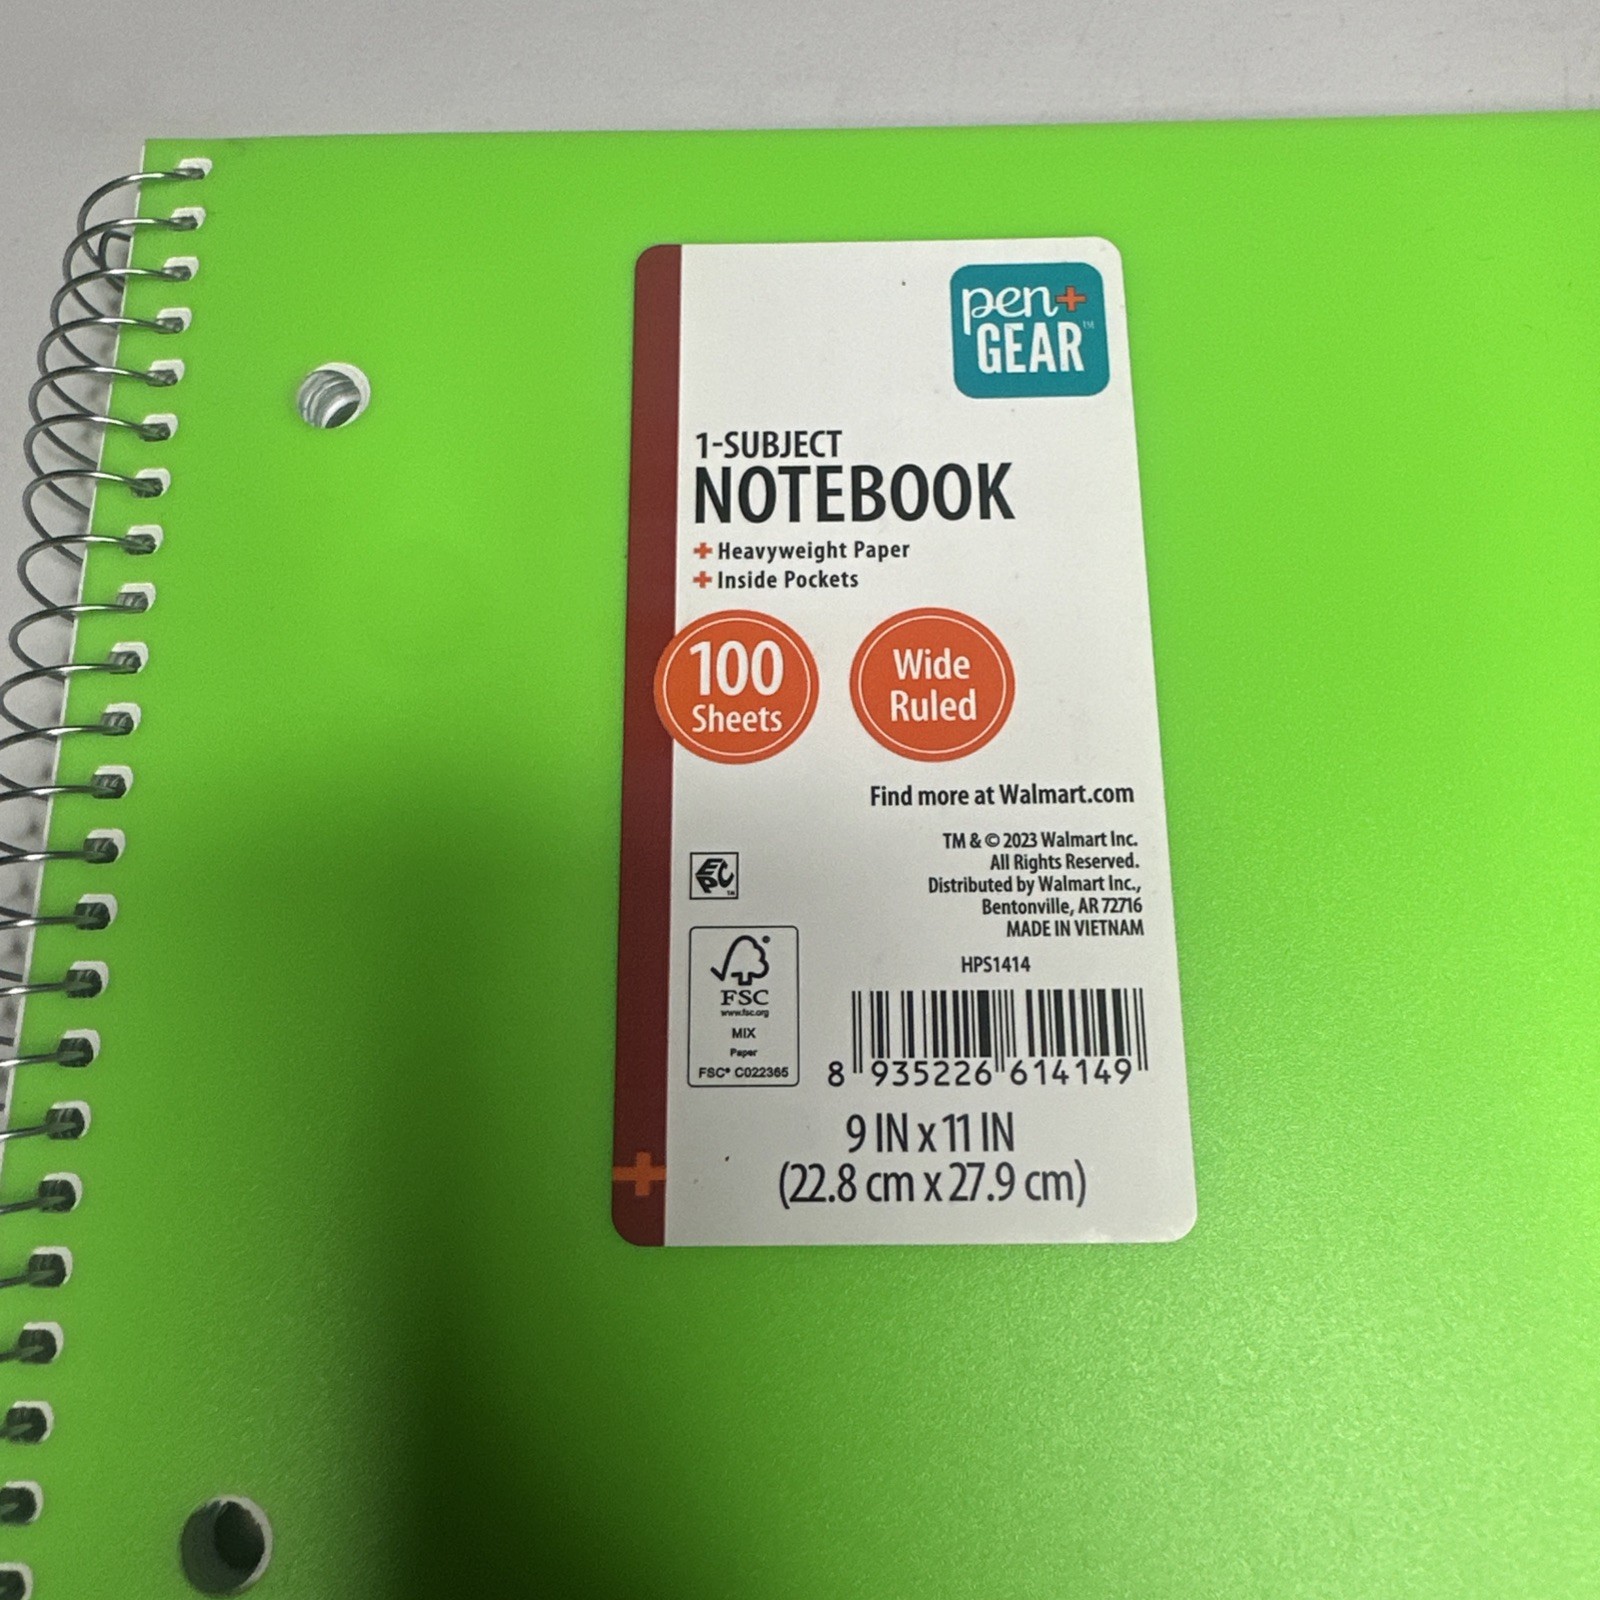 pen+
GEAR™
1-SUBJECT
NOTEBOOK
+ Heavyweight Paper
+ Inside Pockets
100
Sheets
Wide
Ruled
Find more at Walmart.com
TM & © 2023 Walmart Inc.
All Rights Reserved.
Distributed by Walmart Inc.,
Bentonville, AR 72716
MADE IN VIETNAM
EPC™
HPS1414
FSC
www.fsc.org
MIX
Paper
FSC® C022365
8 935226 614149
9 IN x 11 IN
(22.8 cm x 27.9 cm)